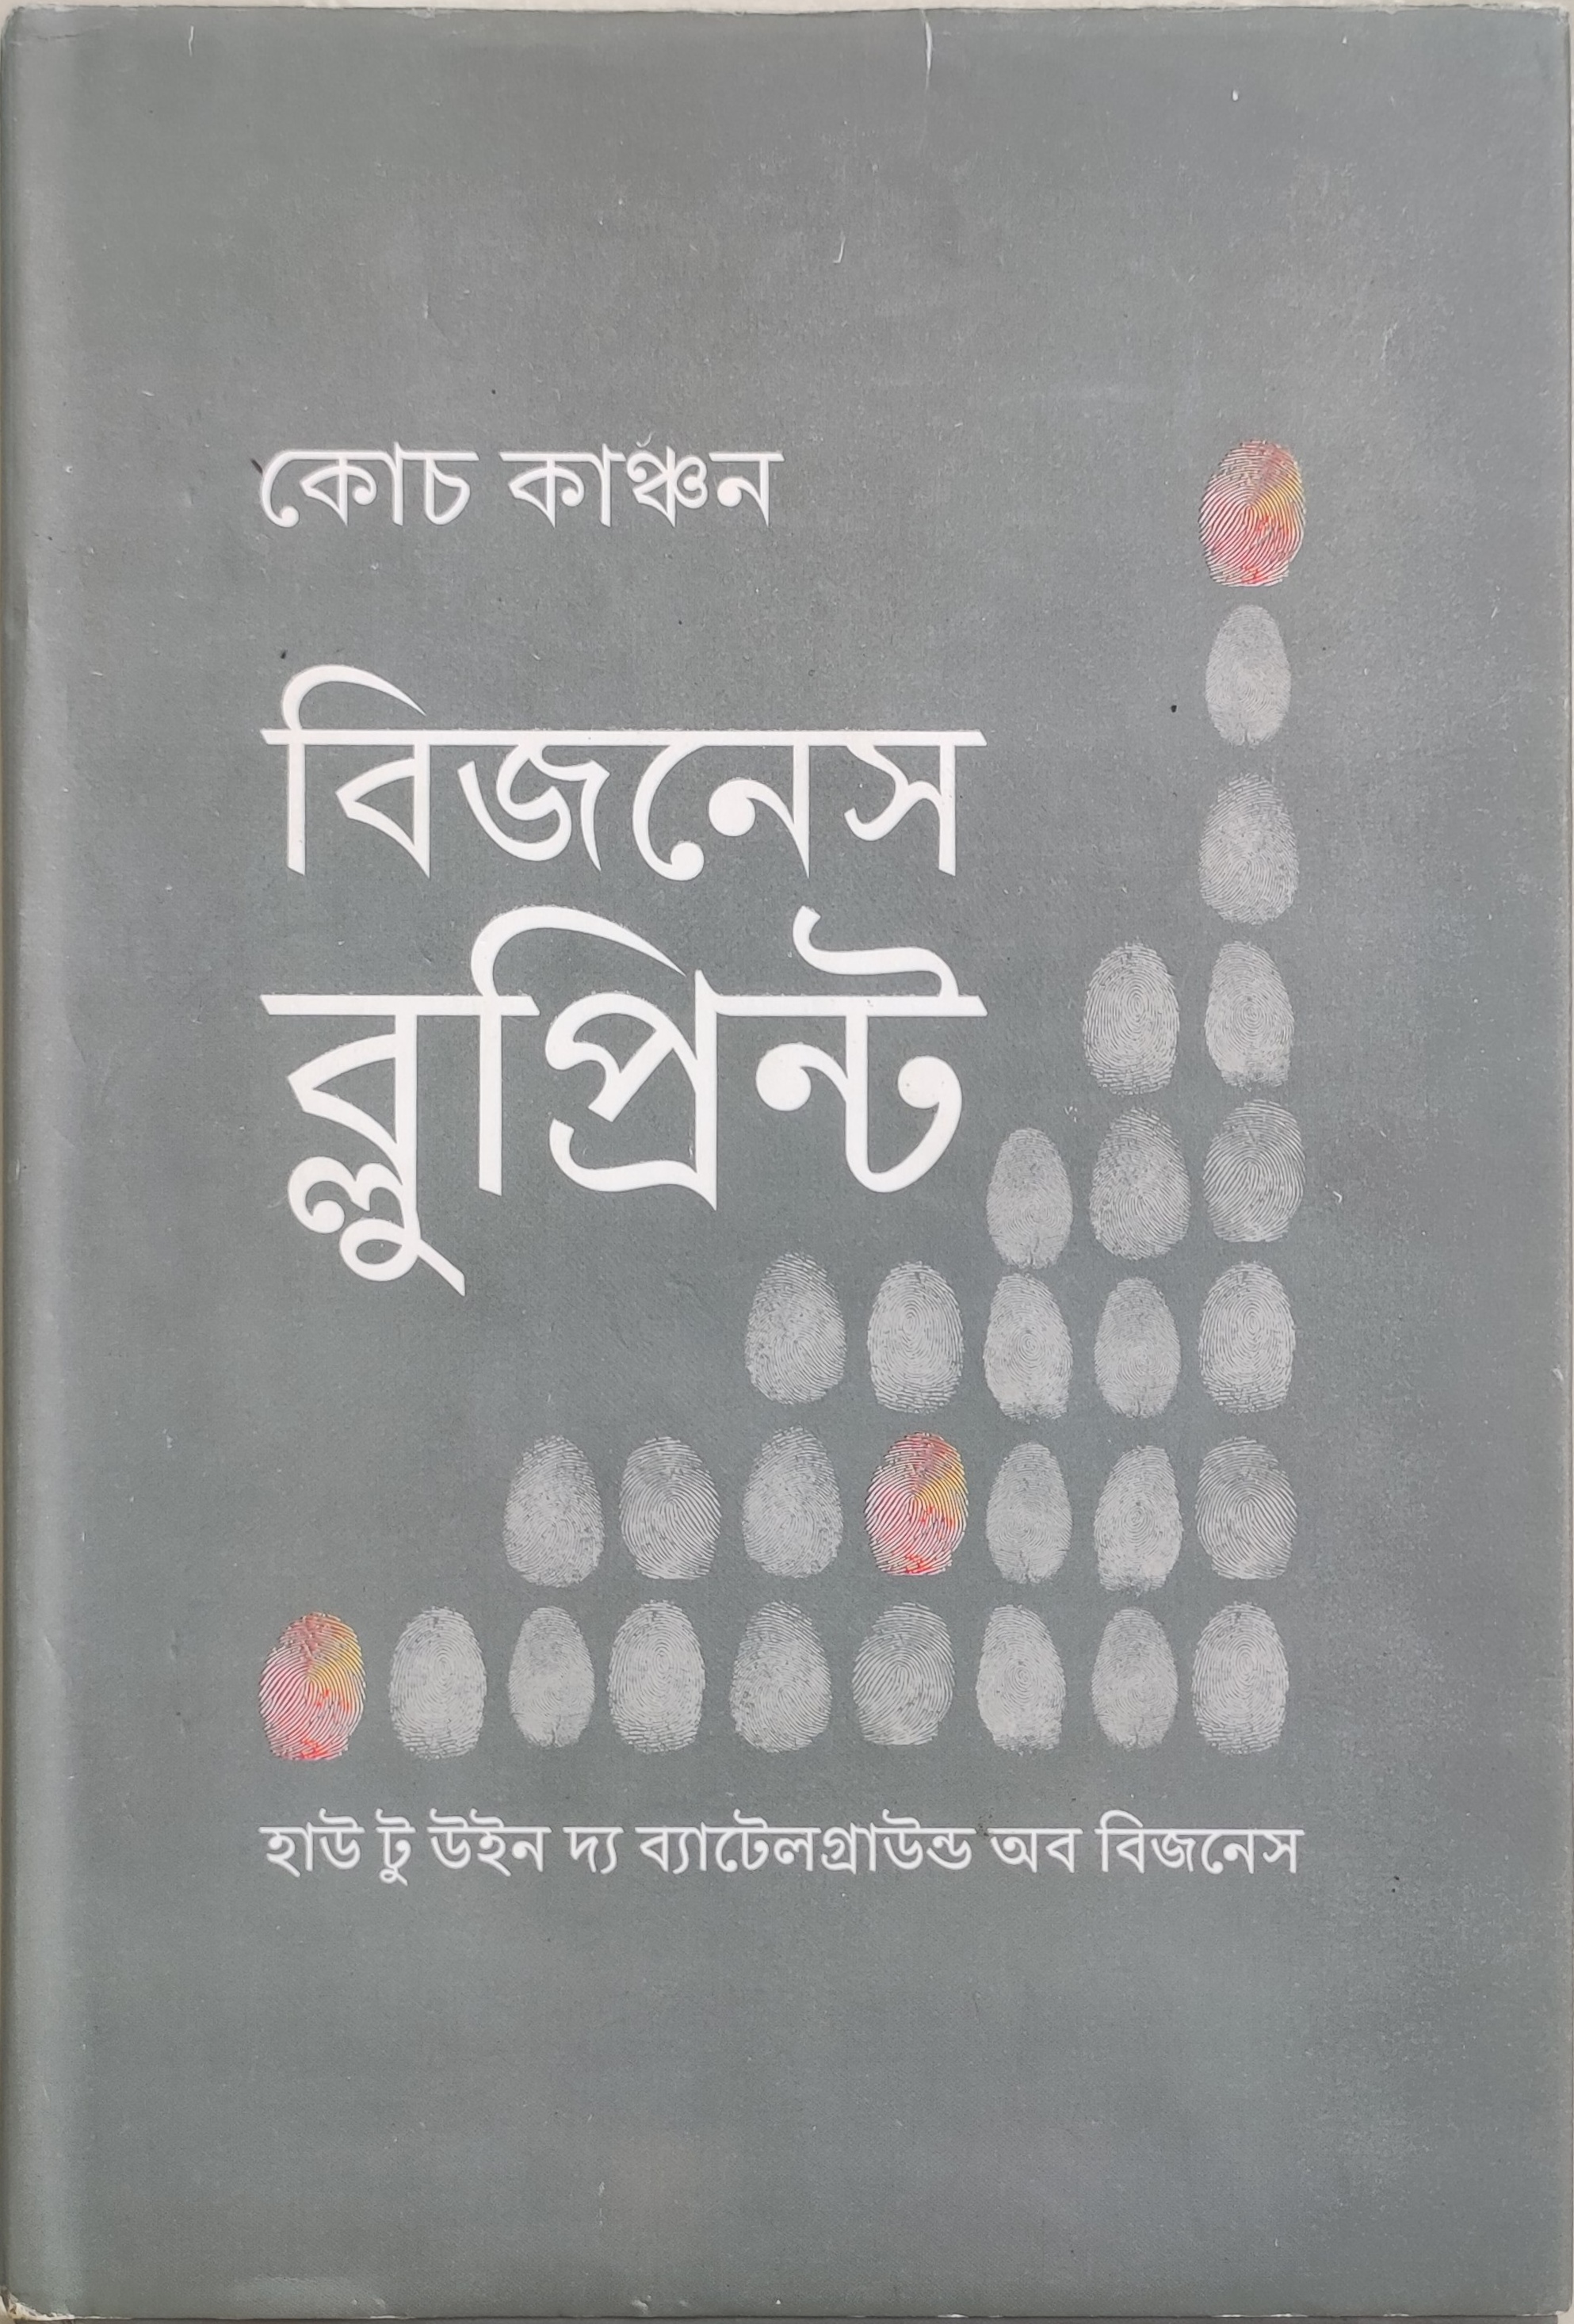 কোচ কাঞ্চন
বিজনেস
ব্লুপ্রিন্ট
হাউ টু উইন দ্য ব্যাটেলগ্রাউন্ড অব বিজনেস